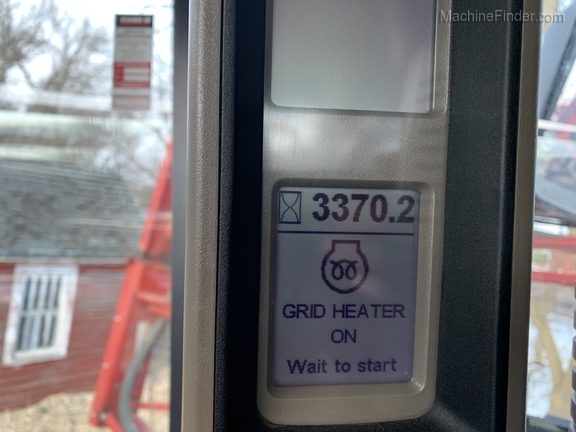 MachineFinder.com
3370.2
GRID HEATER
ON
Wait to start